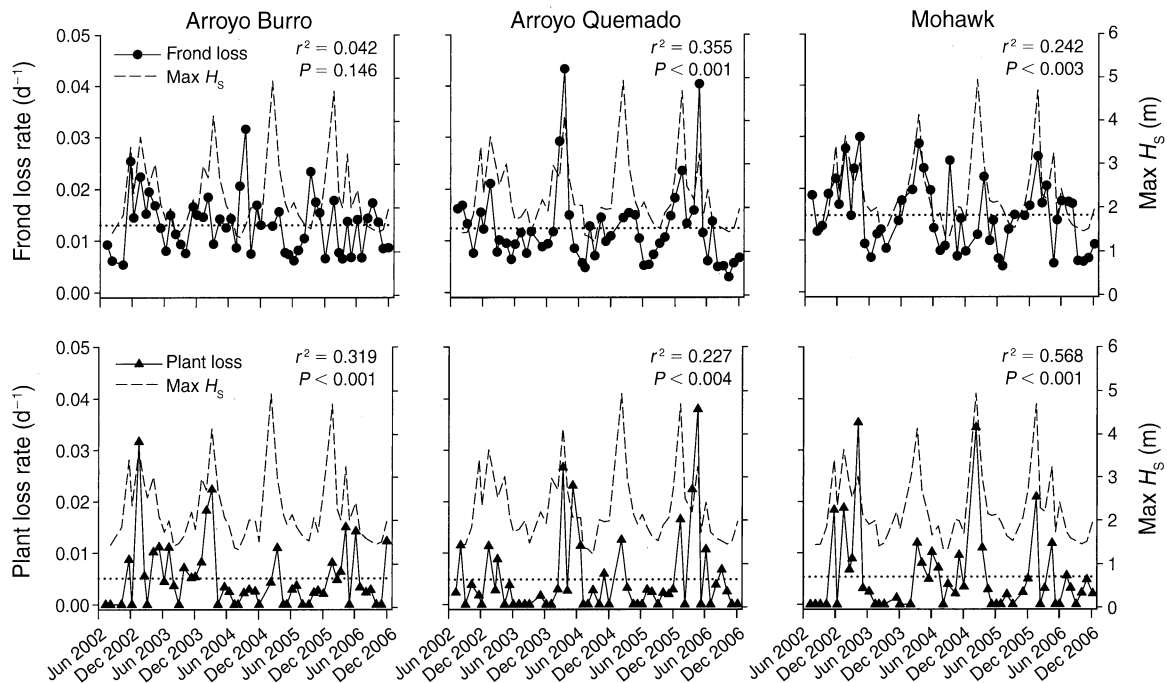 Arroyo Burro
Arroyo Quemado
Mohawk
Frond loss rate (d⁻¹)
0.05
0.04
0.03
0.02
0.01
0.00
Frond loss
Max Hₛ
r² = 0.042
P = 0.146
r² = 0.355
P < 0.001
r² = 0.242
P < 0.003
6
5
4
3
2
1
0
Max Hₛ (m)
Plant loss rate (d⁻¹)
0.05
0.04
0.03
0.02
0.01
0.00
Plant loss
Max Hₛ
r² = 0.319
P < 0.001
r² = 0.227
P < 0.004
r² = 0.568
P < 0.001
6
5
4
3
2
1
0
Max Hₛ (m)
Jun 2002
Dec 2002
Jun 2003
Dec 2003
Jun 2004
Dec 2004
Jun 2005
Dec 2005
Jun 2006
Dec 2006
Jun 2002
Dec 2002
Jun 2003
Dec 2003
Jun 2004
Dec 2004
Jun 2005
Dec 2005
Jun 2006
Dec 2006
Jun 2002
Dec 2002
Jun 2003
Dec 2003
Jun 2004
Dec 2004
Jun 2005
Dec 2005
Jun 2006
Dec 2006